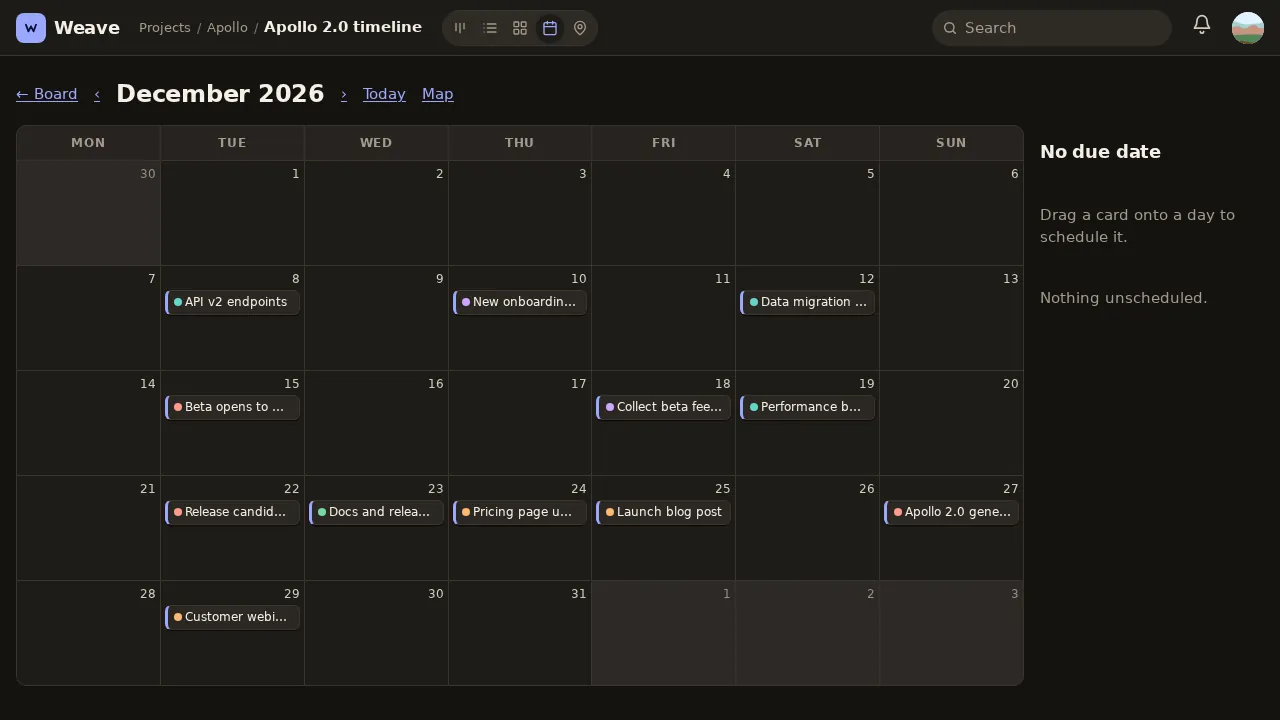 W Weave Projects / Apollo / Apollo 2.0 timeline Search
← Board ‹ December 2026 › Today Map
MON TUE WED THU FRI SAT SUN
No due date
30 1 2 3 4 5 6
Drag a card onto a day to
schedule it.
7 8 9 10 11 12 13
API v2 endpoints New onboardin... Data migration ...
Nothing unscheduled.
14 15 16 17 18 19 20
Beta opens to ... Collect beta fee... Performance b...
21 22 23 24 25 26 27
Release candid... Docs and relea... Pricing page u... Launch blog post Apollo 2.0 gene...
28 29 30 31 1 2 3
Customer webi...